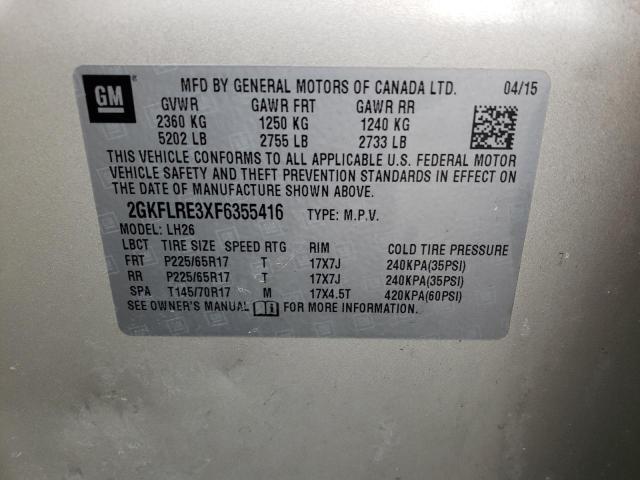 GM
MFD BY GENERAL MOTORS OF CANADA LTD. 04/15
GVWR GAWR FRT GAWR RR
2360 KG 1250 KG 1240 KG
5202 LB 2755 LB 2733 LB
THIS VEHICLE CONFORMS TO ALL APPLICABLE U.S. FEDERAL MOTOR
VEHICLE SAFETY AND THEFT PREVENTION STANDARDS IN EFFECT ON
THE DATE OF MANUFACTURE SHOWN ABOVE.
2GKFLRE3XF6355416 TYPE: M.P.V.
MODEL: LH26
LBCT TIRE SIZE SPEED RTG RIM COLD TIRE PRESSURE
FRT P225/65R17 T 17X7J 240KPA(35PSI)
RR P225/65R17 T 17X7J 240KPA(35PSI)
SPA T145/70R17 M 17X4.5T 420KPA(60PSI)
SEE OWNER'S MANUAL FOR MORE INFORMATION.